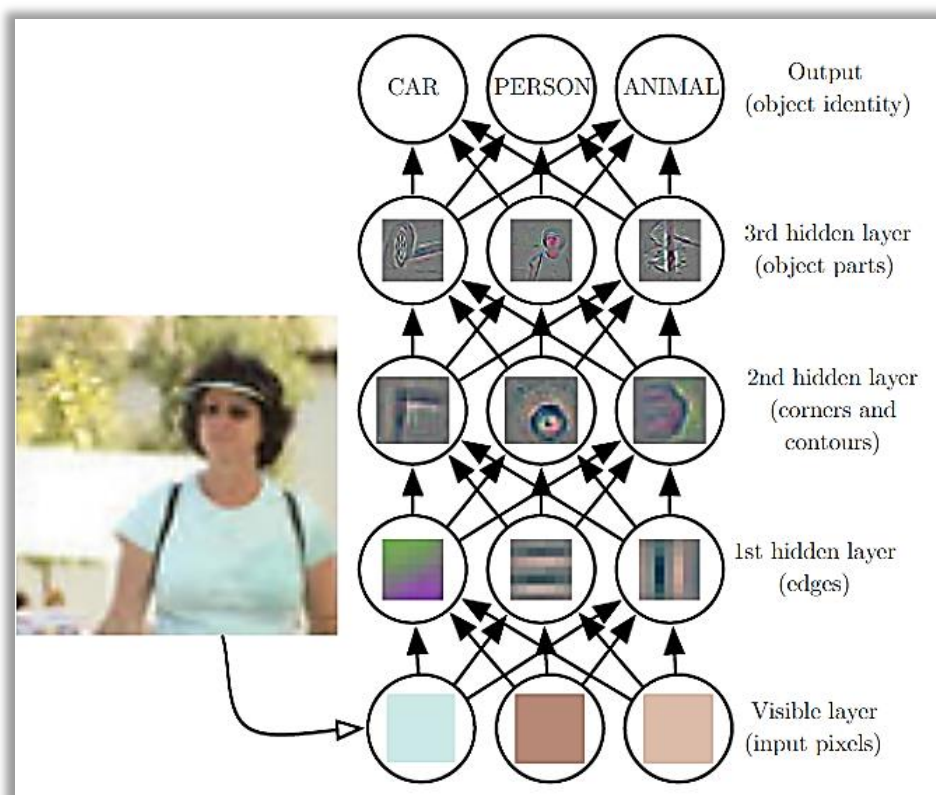 CAR PERSON ANIMAL
Output
(object identity)
3rd hidden layer
(object parts)
2nd hidden layer
(corners and
contours)
1st hidden layer
(edges)
Visible layer
(input pixels)